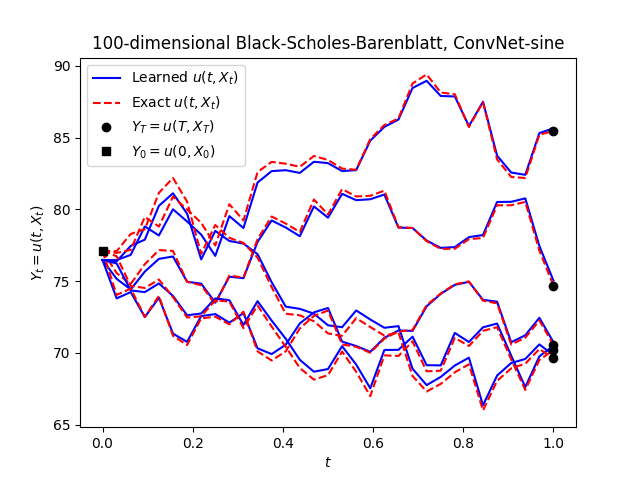 100-dimensional Black-Scholes-Barenblatt, ConvNet-sine
Learned u(t, X_t)
Exact u(t, X_t)
Y_T = u(T, X_T)
Y_0 = u(0, X_0)
Y_t = u(t, X_t)
90
85
80
75
70
65
0.0 0.2 0.4 0.6 0.8 1.0
t